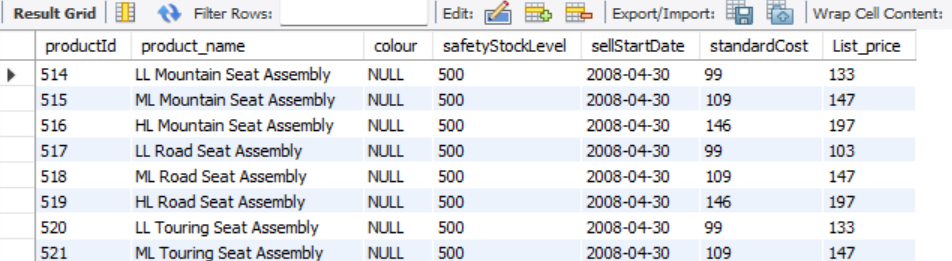 Result Grid Filter Rows: Edit: Export/Import: Wrap Cell Content:
productId product_name colour safetyStockLevel sellStartDate standardCost List_price
514 LL Mountain Seat Assembly NULL 500 2008-04-30 99 133
515 ML Mountain Seat Assembly NULL 500 2008-04-30 109 147
516 HL Mountain Seat Assembly NULL 500 2008-04-30 146 197
517 LL Road Seat Assembly NULL 500 2008-04-30 99 103
518 ML Road Seat Assembly NULL 500 2008-04-30 109 147
519 HL Road Seat Assembly NULL 500 2008-04-30 146 197
520 LL Touring Seat Assembly NULL 500 2008-04-30 99 133
521 ML Touring Seat Assembly NULL 500 2008-04-30 109 147